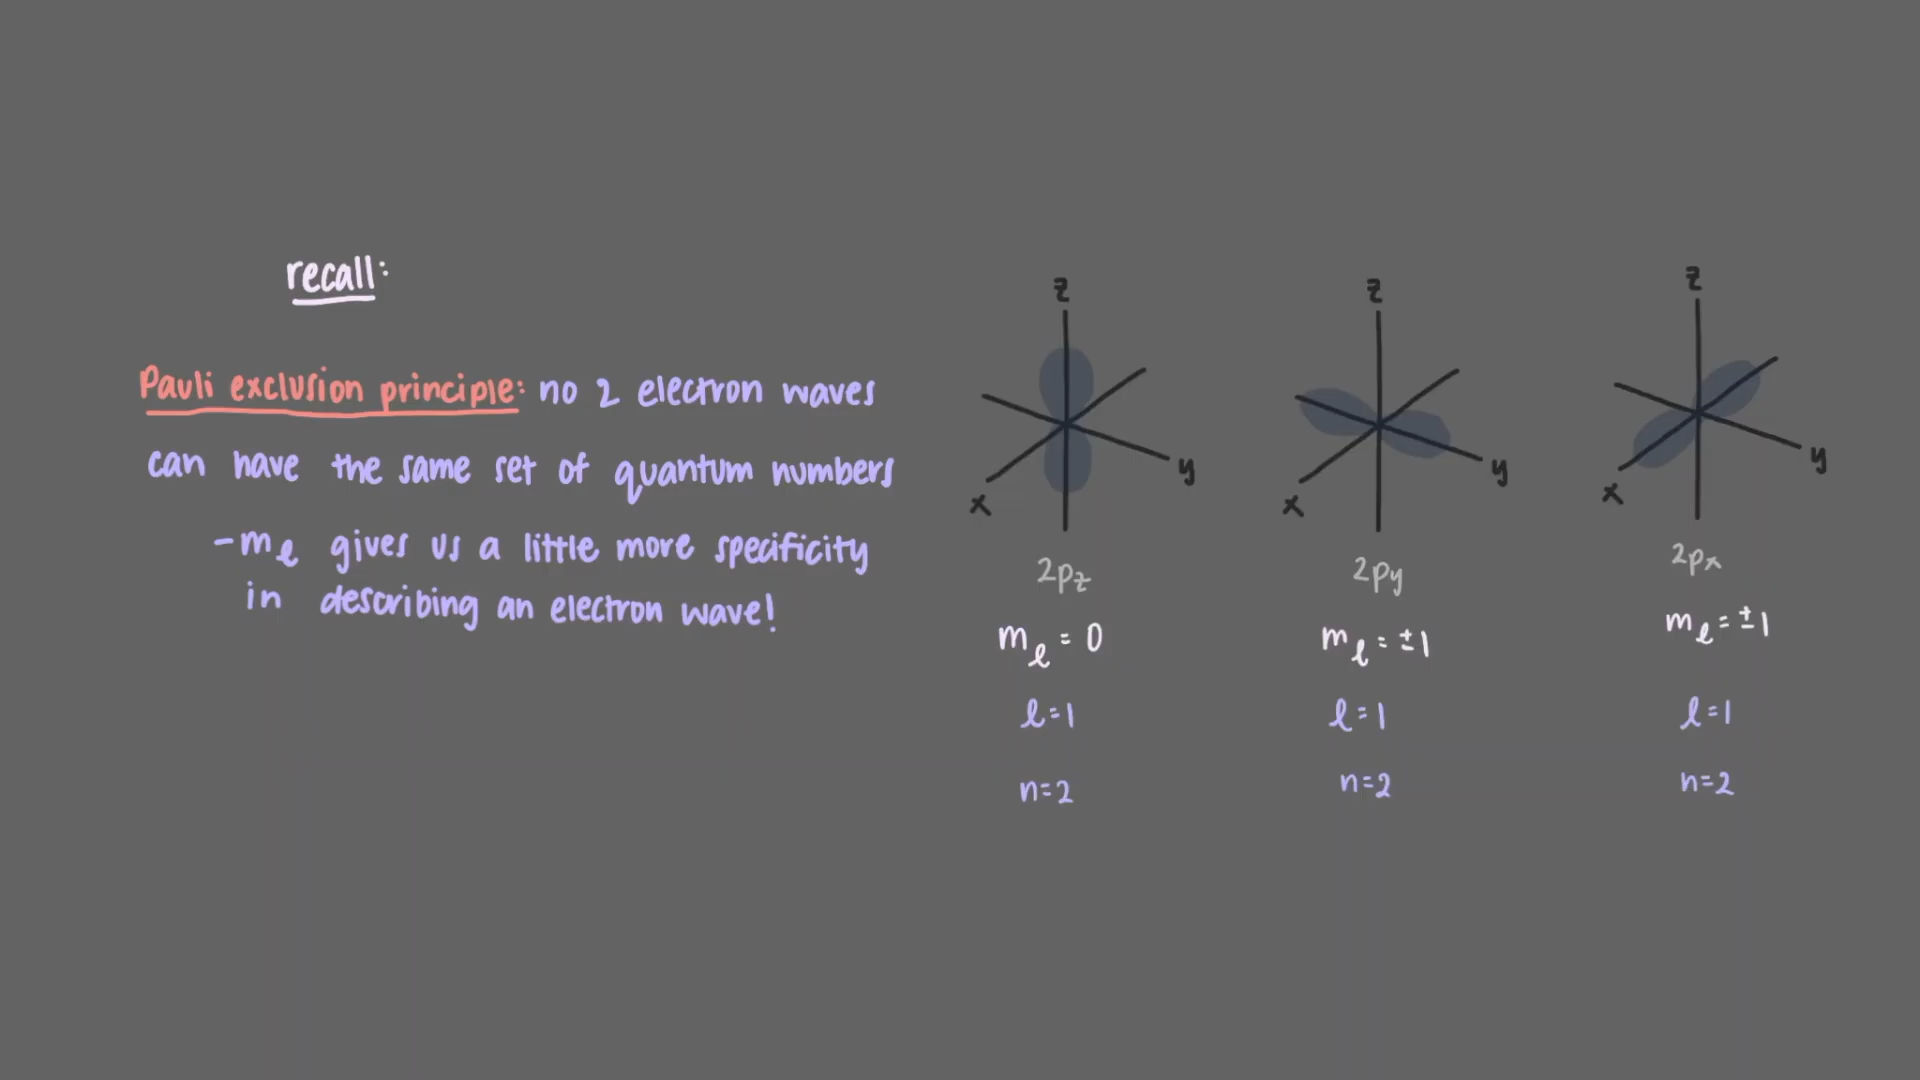 recall:
Pauli exclusion principle: no 2 electron waves
can have the same set of quantum numbers
- mℓ gives us a little more specificity
in describing an electron wave!
z
y
x
2pz
mℓ = 0
ℓ=1
n=2
z
y
x
2py
mℓ = ±1
ℓ=1
n=2
z
y
x
2px
mℓ = ±1
ℓ=1
n=2